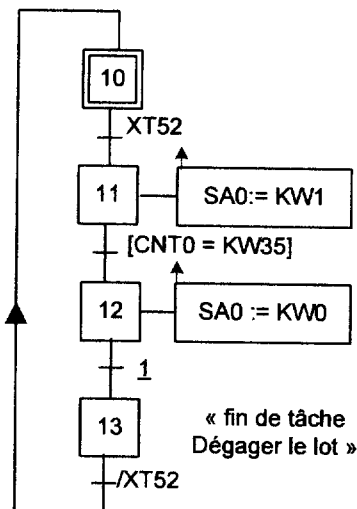 10
XT52
11
SA0:= KW1
[CNT0 = KW35]
12
SA0 := KW0
1
13
« fin de tâche
Dégager le lot »
/XT52